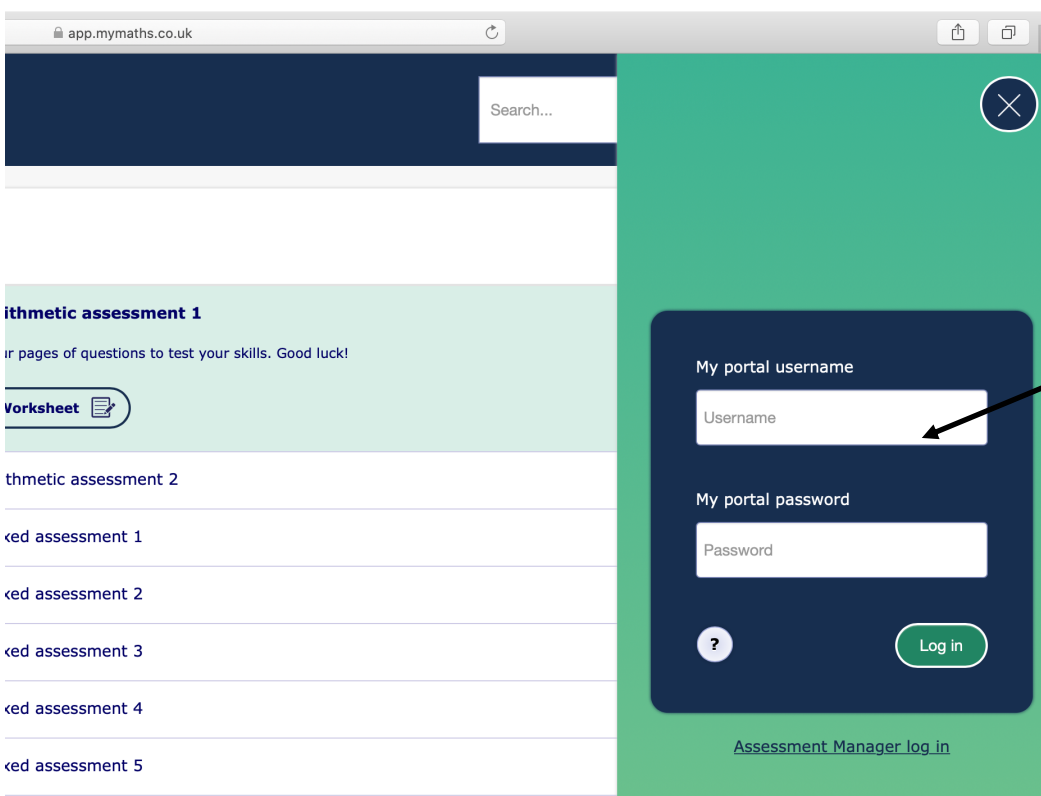 app.mymaths.co.uk
Search...
ithmetic assessment 1
pages of questions to test your skills. Good luck!
Worksheet
thmetic assessment 2
xed assessment 1
xed assessment 2
xed assessment 3
xed assessment 4
xed assessment 5
My portal username
Username
My portal password
Password
?
Log in
Assessment Manager log in